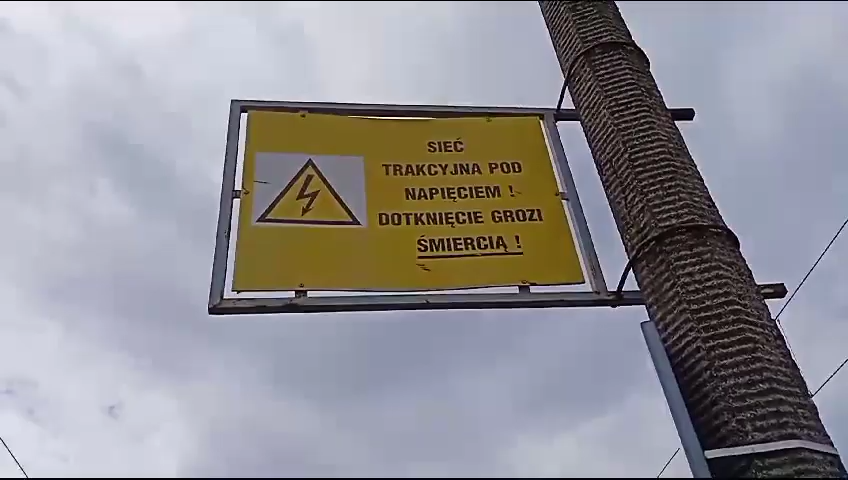 SIEĆ
TRAKCYJNA POD
NAPIĘCIEM !
DOTKNIĘCIE GROZI
ŚMIERCIĄ !